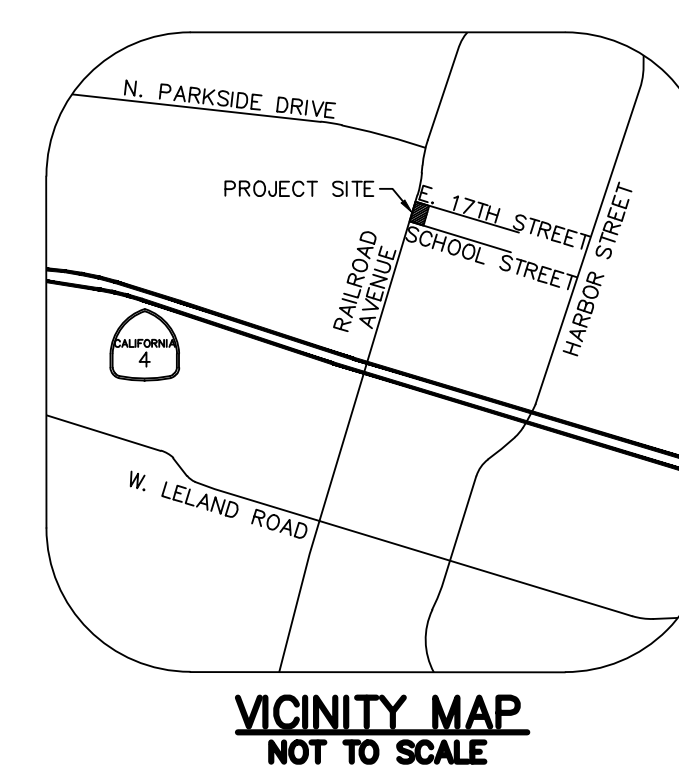 N. PARKSIDE DRIVE
PROJECT SITE
E. 17TH STREET
SCHOOL STREET
HARBOR STREET
RAILROAD
AVENUE
CALIFORNIA
4
W. LELAND ROAD
VICINITY MAP
NOT TO SCALE